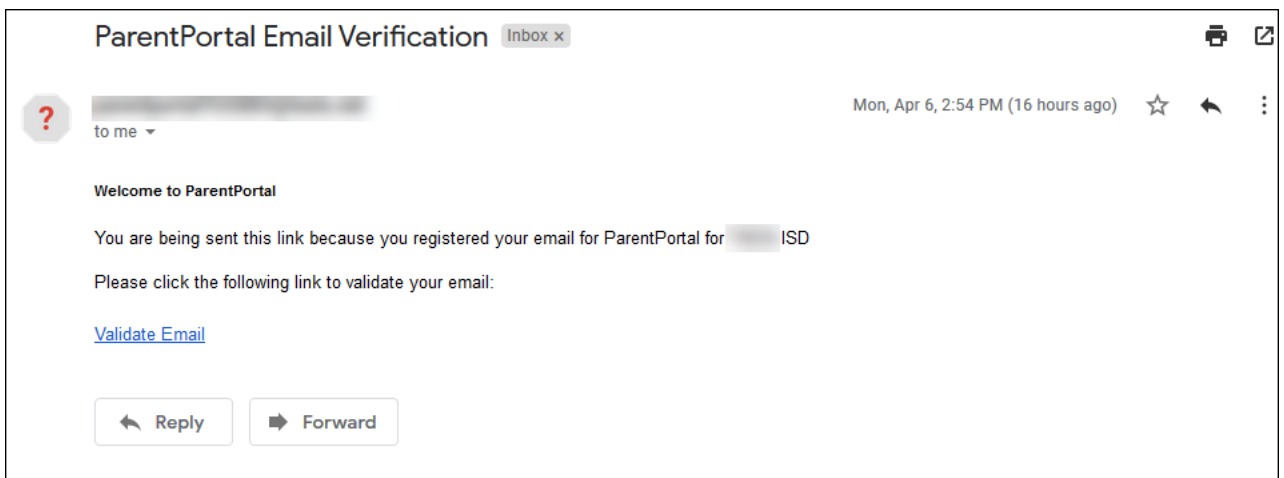 ParentPortal Email Verification Inbox x
?
Mon, Apr 6, 2:54 PM (16 hours ago)
to me
Welcome to ParentPortal
You are being sent this link because you registered your email for ParentPortal for ISD
Please click the following link to validate your email:
Validate Email
Reply Forward